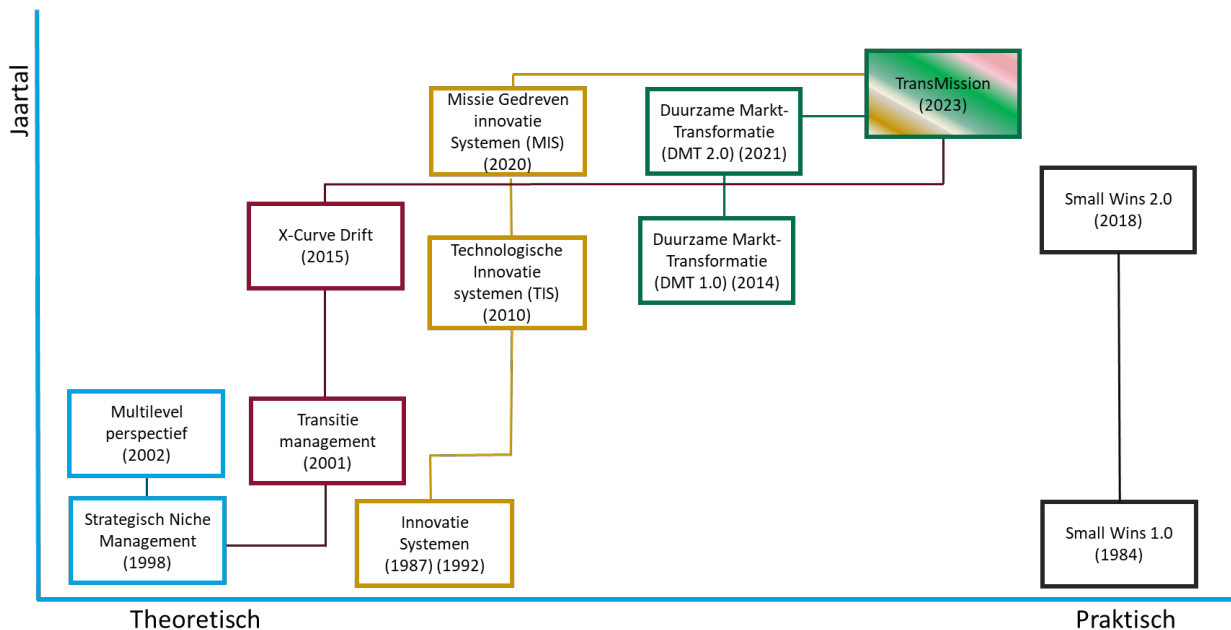 Jaartal
TransMission
(2023)
Missie Gedreven
innovatie
Systemen (MIS)
(2020)
Duurzame Markt-
Transformatie
(DMT 2.0) (2021)
Small Wins 2.0
(2018)
X-Curve Drift
(2015)
Technologische
Innovatie
systemen (TIS)
(2010)
Duurzame Markt-
Transformatie
(DMT 1.0) (2014)
Multilevel
perspectief
(2002)
Transitie
management
(2001)
Strategisch Niche
Management
(1998)
Innovatie
Systemen
(1987) (1992)
Small Wins 1.0
(1984)
Theoretisch
Praktisch